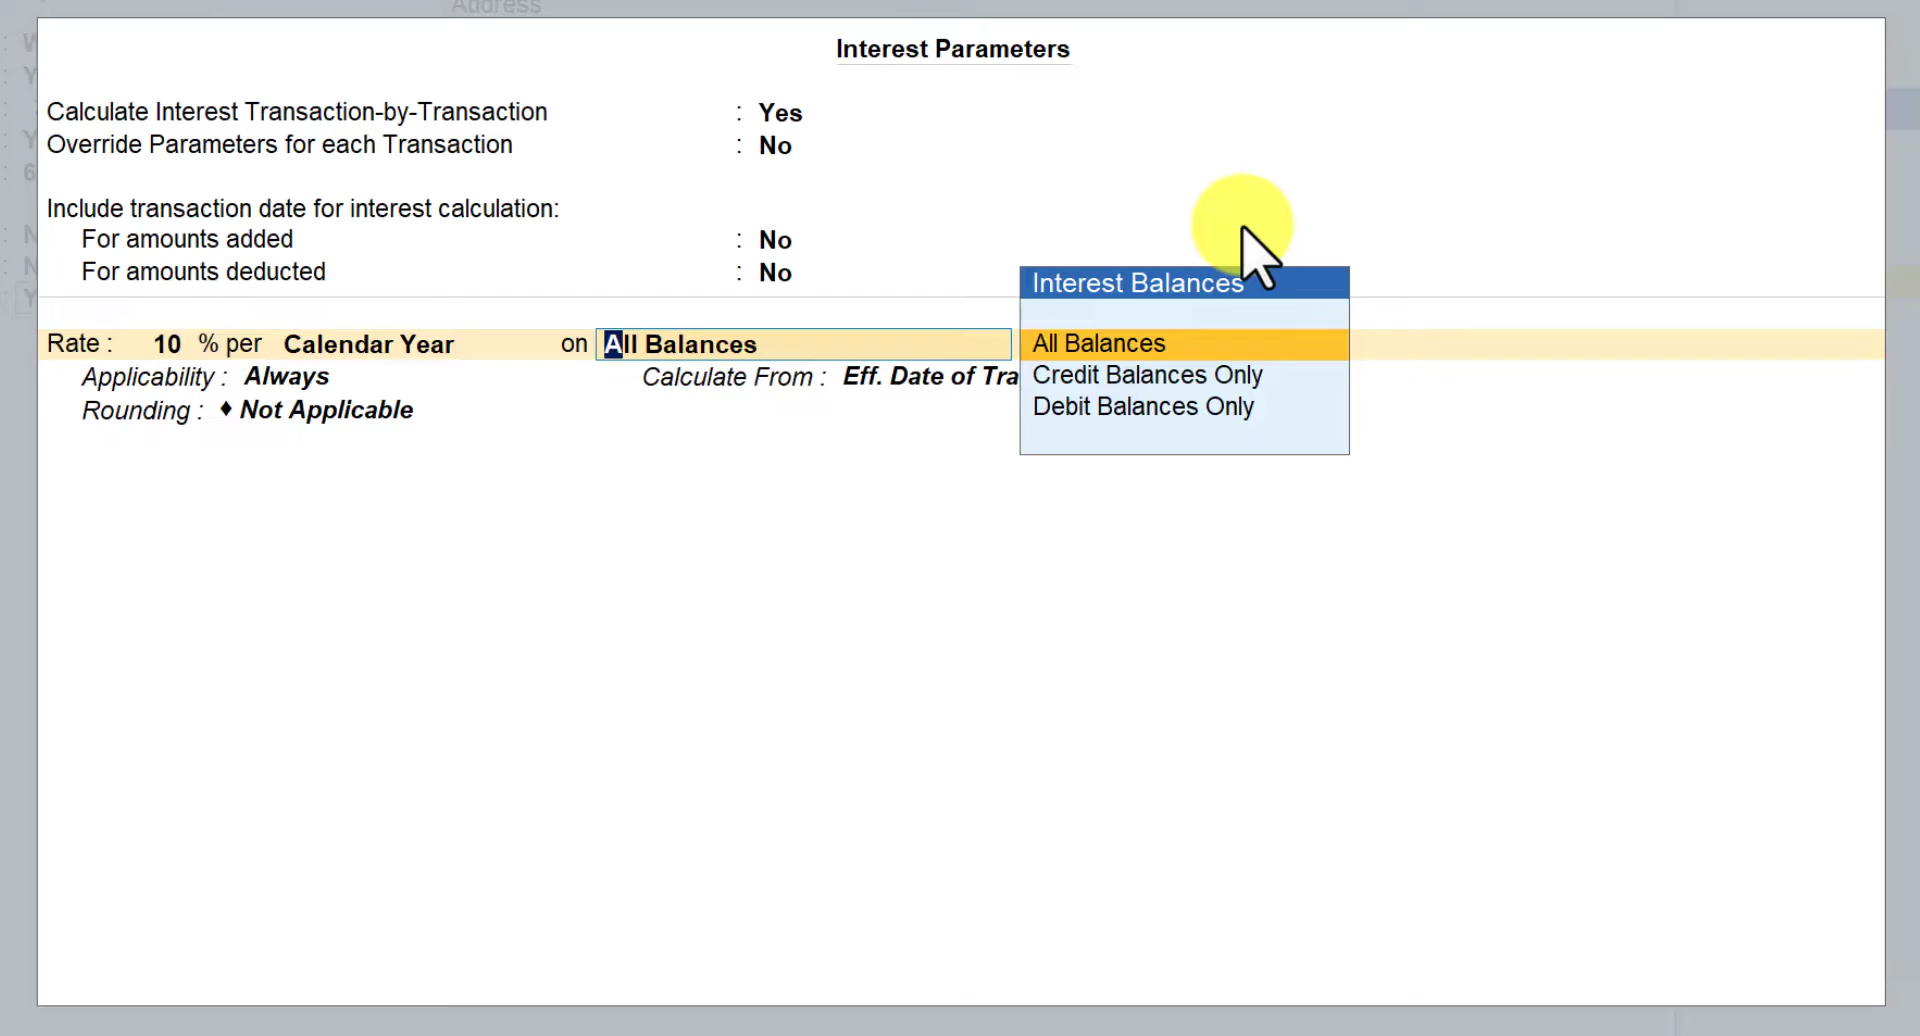 Address
Interest Parameters
Calculate Interest Transaction-by-Transaction : Yes
Override Parameters for each Transaction : No
Include transaction date for interest calculation:
For amounts added : No
For amounts deducted : No
Interest Balances
Rate : 10 % per Calendar Year on All Balances
Applicability : Always Calculate From : Eff. Date of Tra
Rounding : ♦ Not Applicable
All Balances
Credit Balances Only
Debit Balances Only